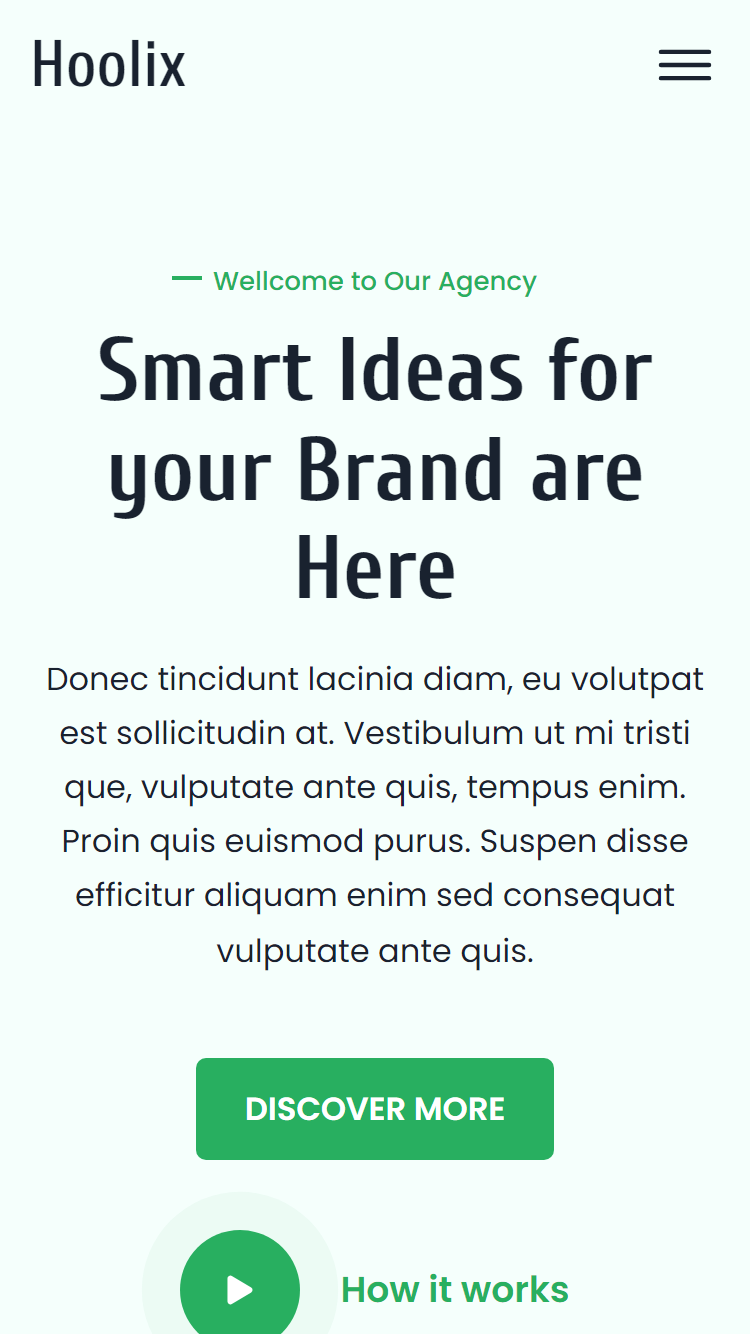 Hoolix
Wellcome to Our Agency
Smart Ideas for
your Brand are
Here
Donec tincidunt lacinia diam, eu volutpat
est sollicitudin at. Vestibulum ut mi tristi
que, vulputate ante quis, tempus enim.
Proin quis euismod purus. Suspen disse
efficitur aliquam enim sed consequat
vulputate ante quis.
DISCOVER MORE
How it works